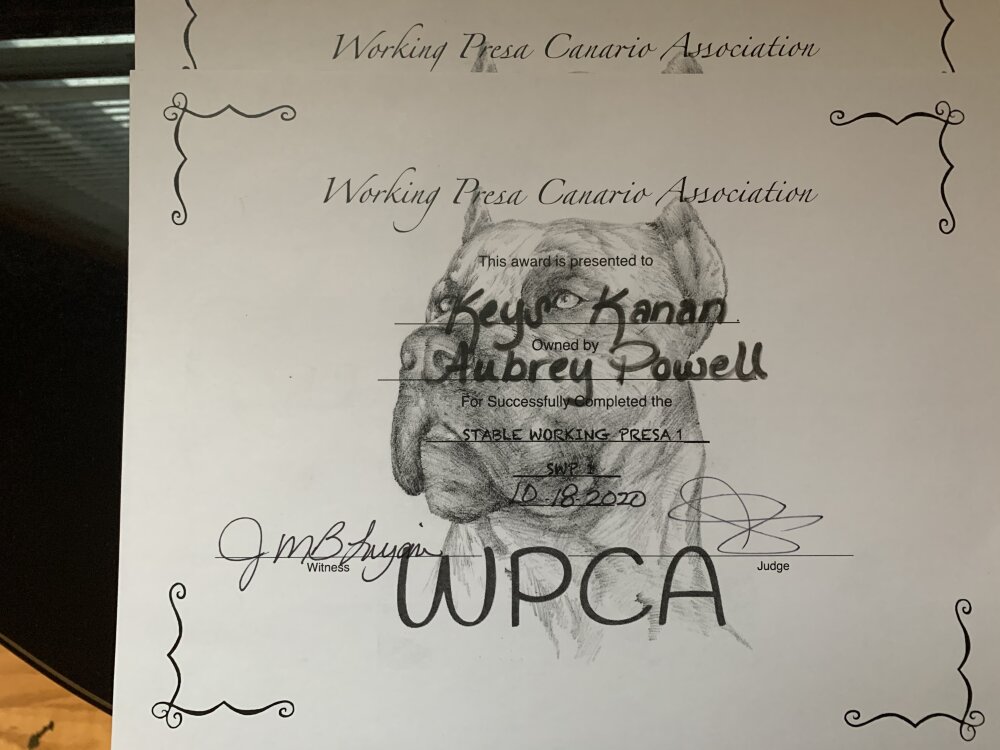 Working Presa Canario Association
Working Presa Canario Association
This award is presented to
Keys Kanan
Owned by
Aubrey Powell
For Successfully Completed the
STABLE WORKING PRESA 1
SWP 1
10-18-2020
J M B
Witness
Judge
WPCA